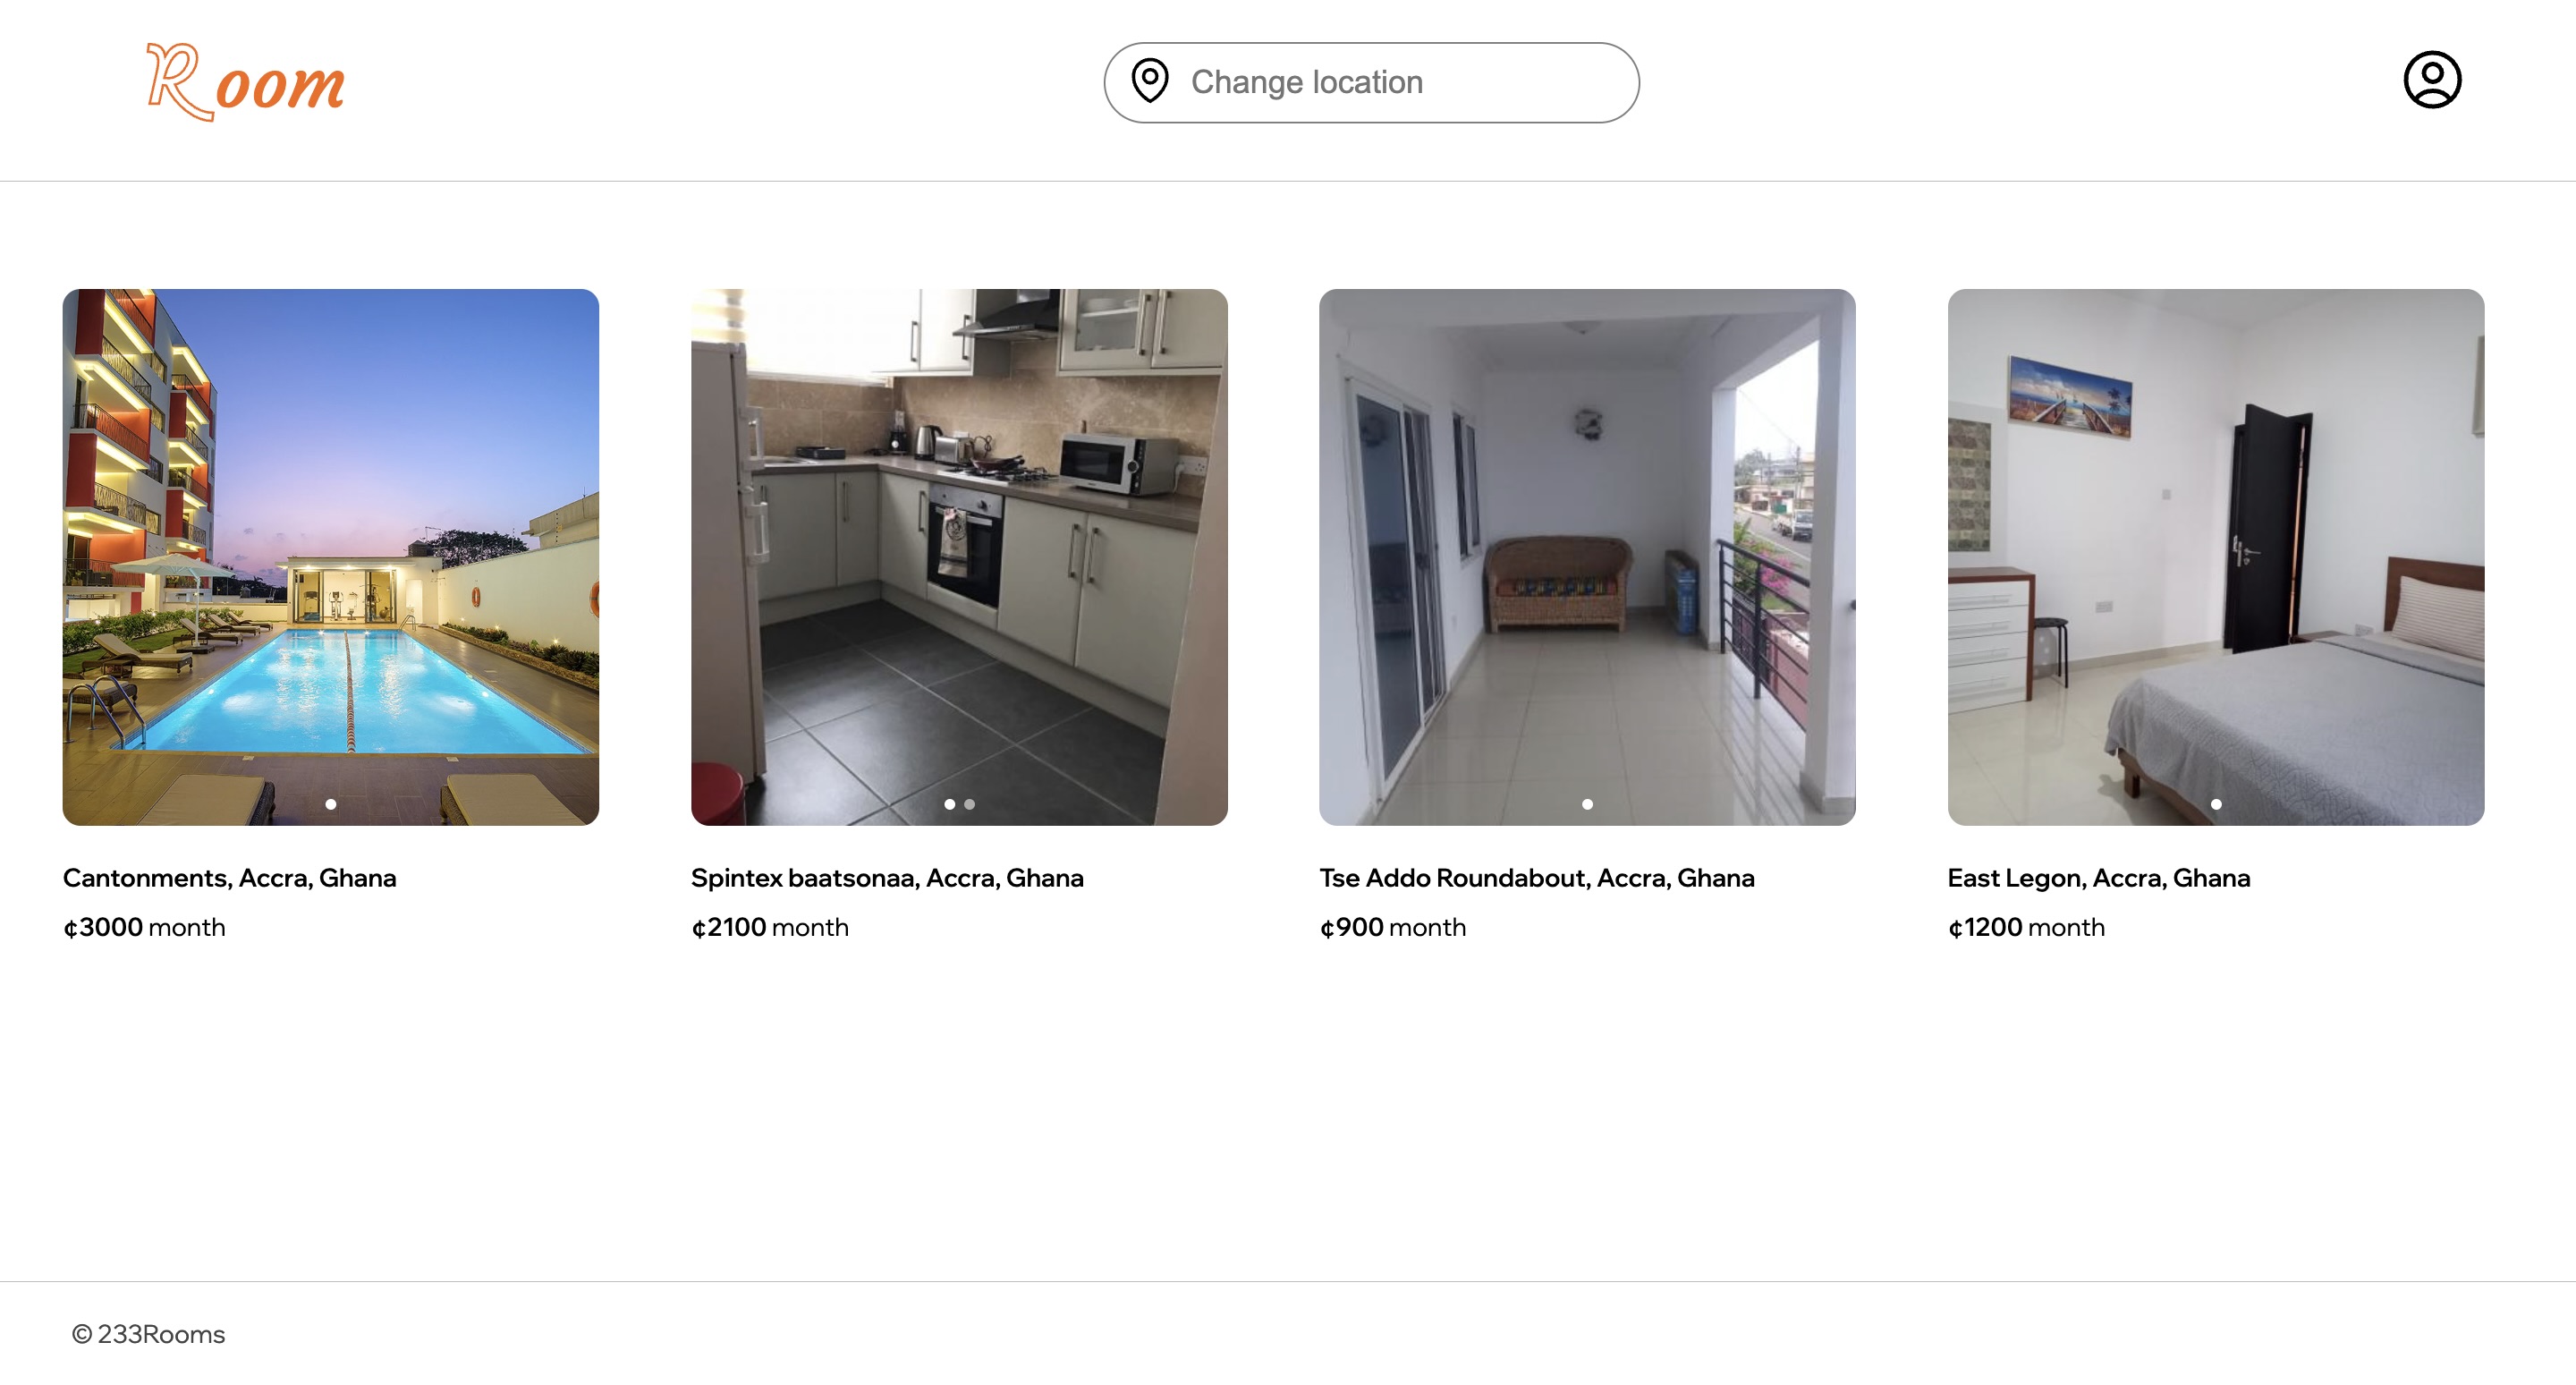 Room
Change location
Cantonments, Accra, Ghana
¢3000 month
Spintex baatsonaa, Accra, Ghana
¢2100 month
Tse Addo Roundabout, Accra, Ghana
¢900 month
East Legon, Accra, Ghana
¢1200 month
© 233Rooms